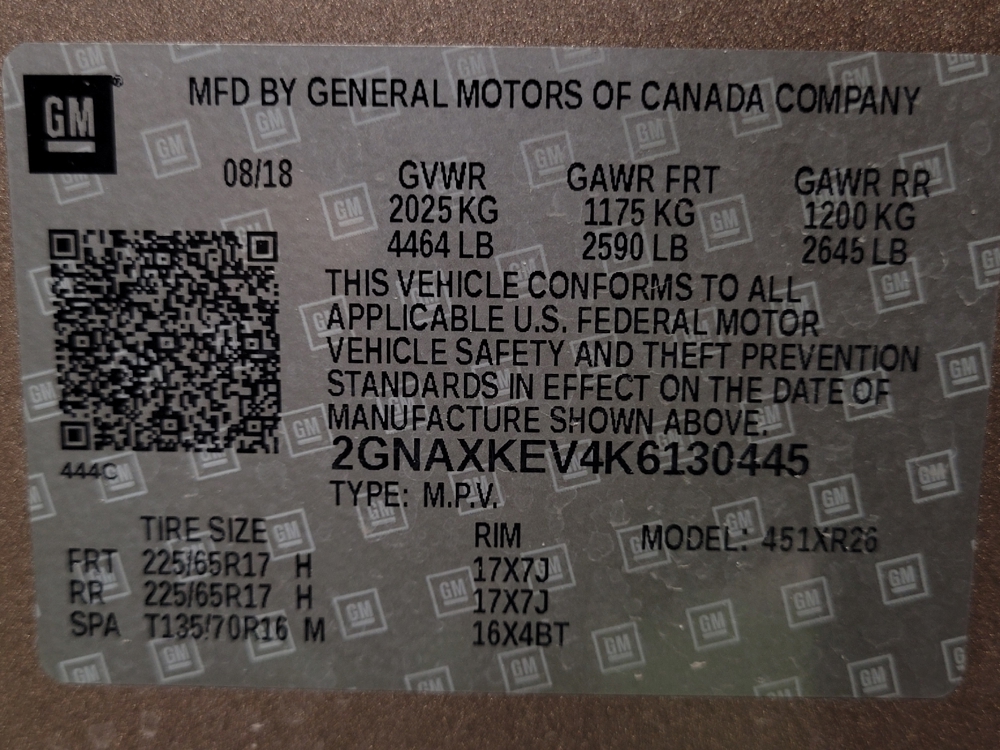 GM
MFD BY GENERAL MOTORS OF CANADA COMPANY
08/18 GVWR GAWR FRT GAWR RR
2025 KG 1175 KG 1200 KG
4464 LB 2590 LB 2645 LB
THIS VEHICLE CONFORMS TO ALL
APPLICABLE U.S. FEDERAL MOTOR
VEHICLE SAFETY AND THEFT PREVENTION
STANDARDS IN EFFECT ON THE DATE OF
MANUFACTURE SHOWN ABOVE.
2GNAXKEV4K6130445
444C
TYPE: M.P.V.
TIRE SIZE RIM MODEL: 451XR26
FRT 225/65R17 H 17X7J
RR 225/65R17 H 17X7J
SPA T135/70R16 M 16X4BT